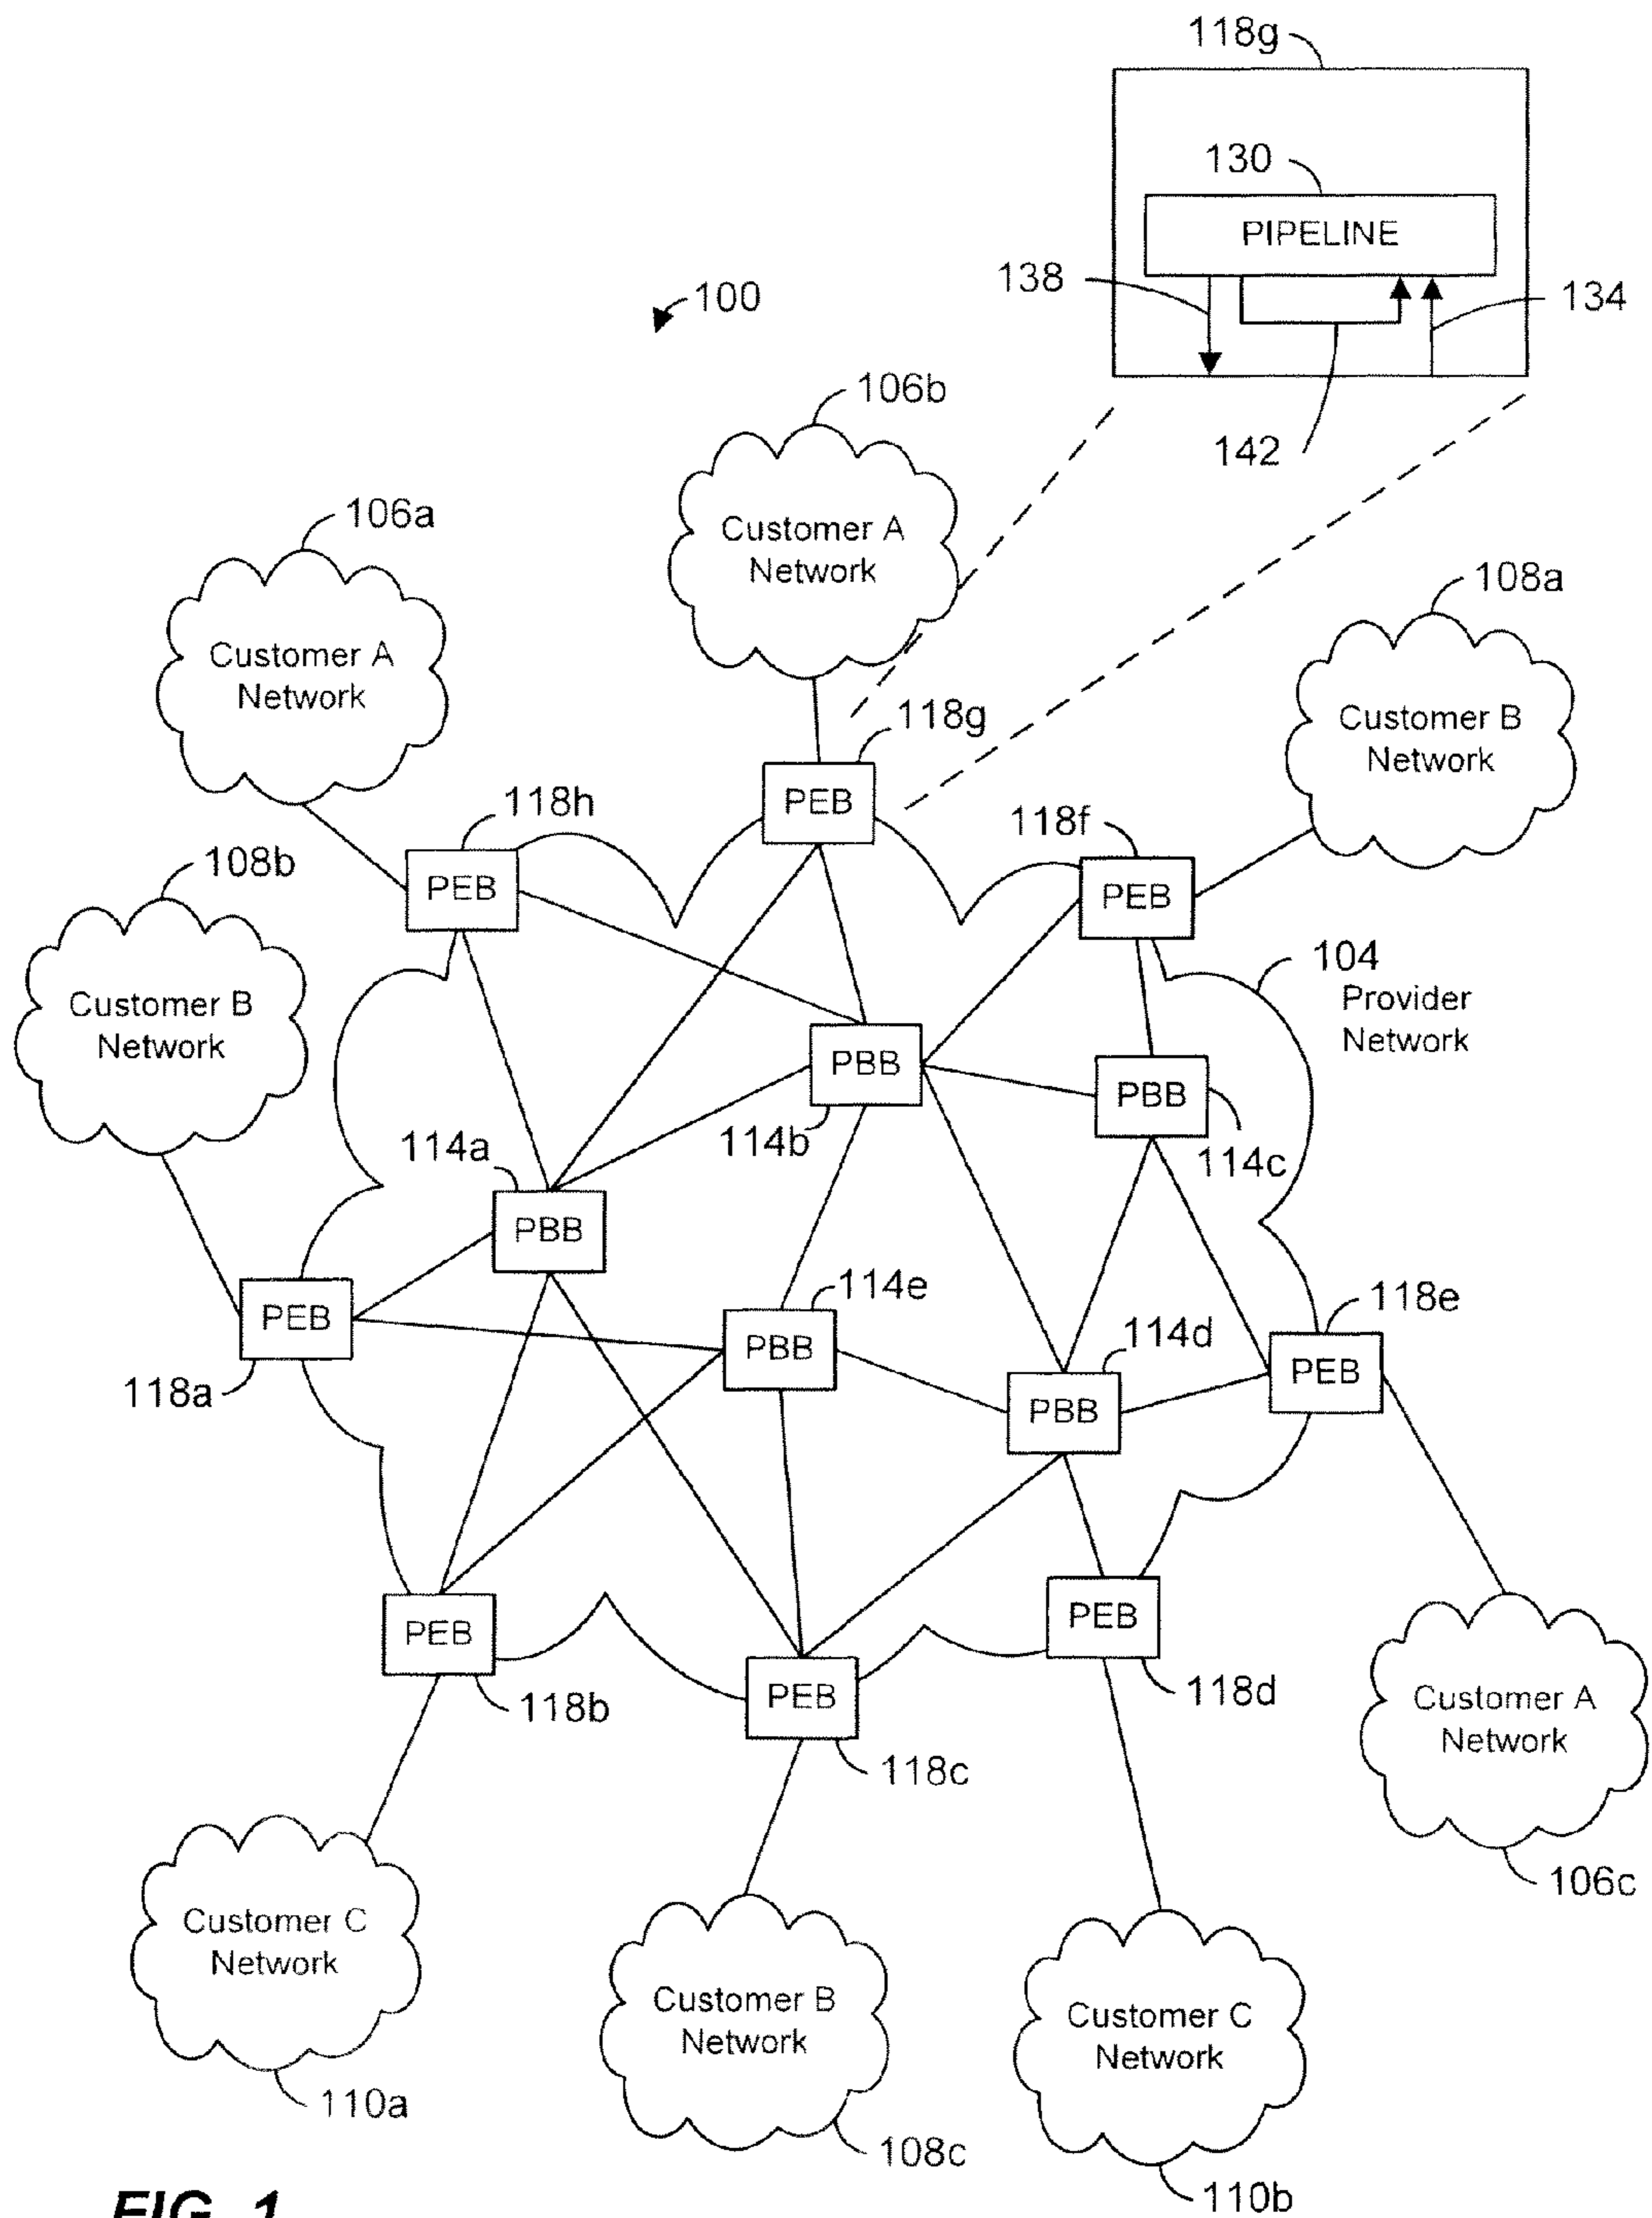 118g
130
PIPELINE
138
134
142
100
106b
Customer A
Network
106a
Customer A
Network
108a
Customer B
Network
118g
PEB
118h
PEB
118f
PEB
108b
Customer B
Network
104
Provider
Network
PBB
114b
PBB
114c
114a
PBB
PEB
118a
114e
PBB
114d
PBB
118e
PEB
PEB
118b
PEB
118c
PEB
118d
Customer A
Network
106c
Customer C
Network
110a
Customer B
Network
108c
Customer C
Network
110b
FIG. 1